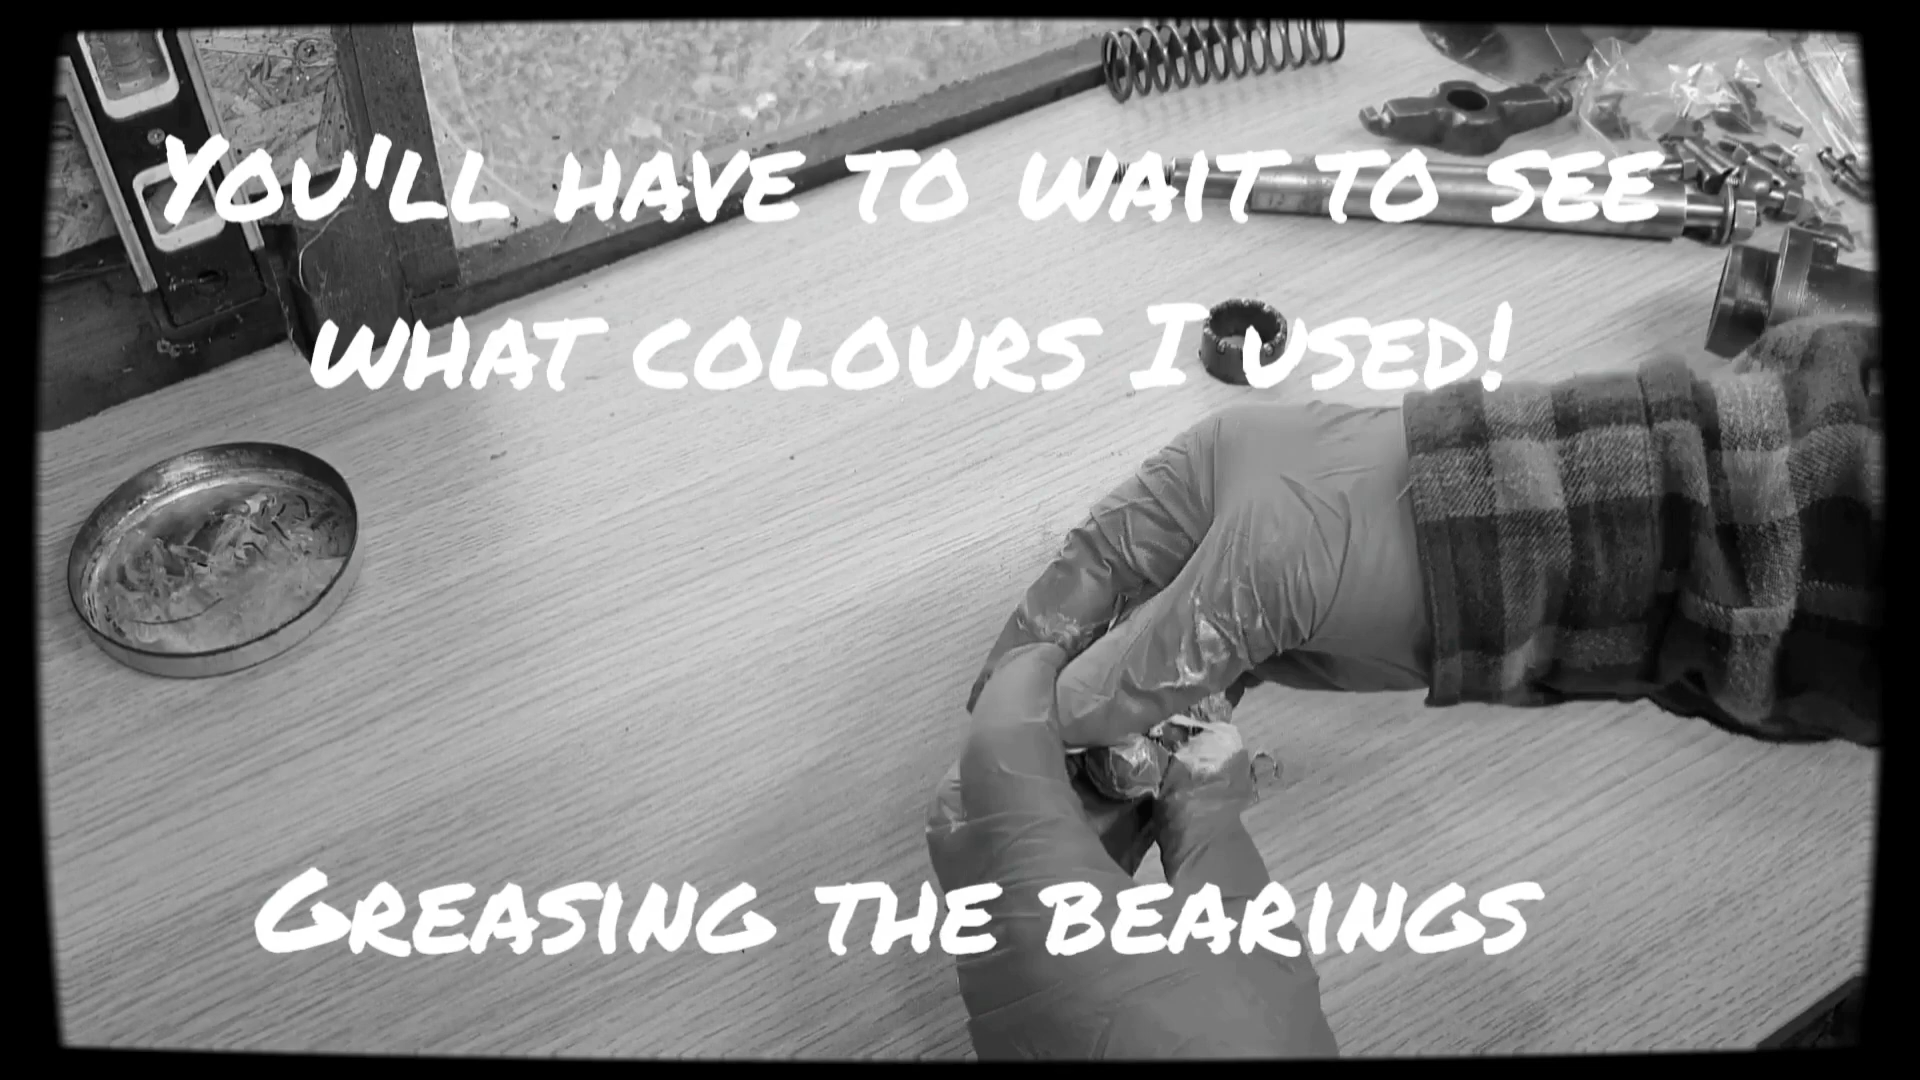 You'll have to wait to see
what colours I used!
Greasing the bearings